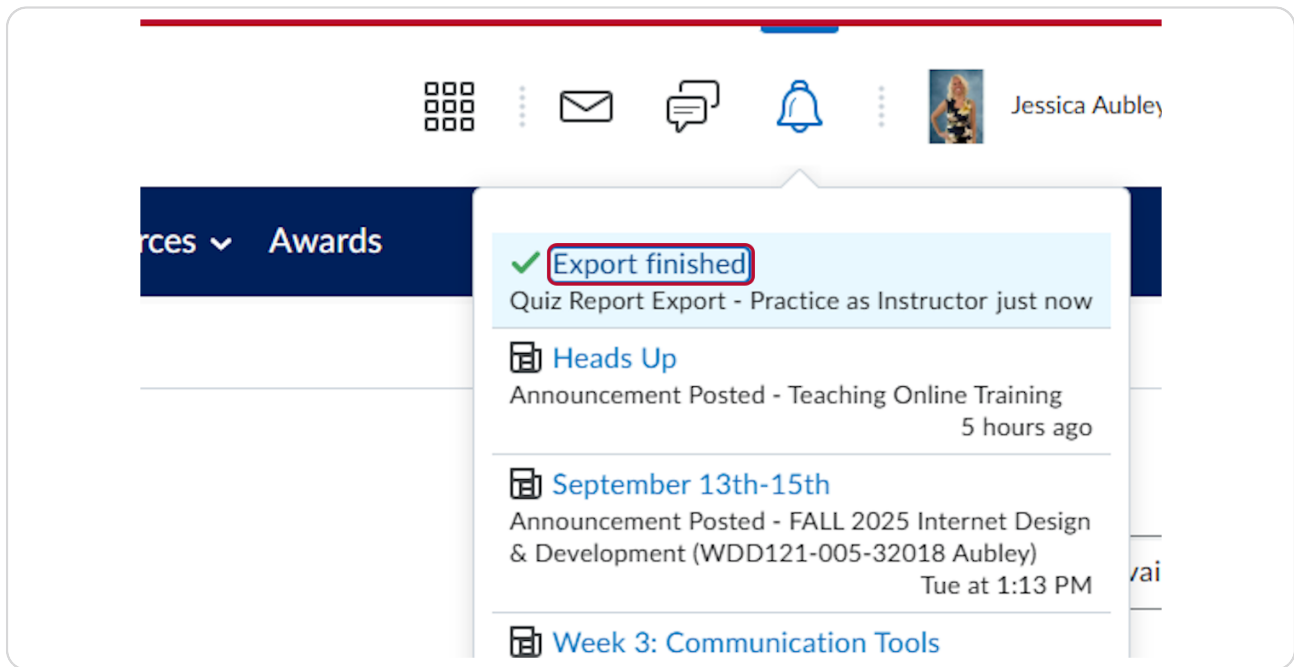 Jessica Aubley
rces Awards
Export finished
Quiz Report Export - Practice as Instructor just now
Heads Up
Announcement Posted - Teaching Online Training
5 hours ago
September 13th-15th
Announcement Posted - FALL 2025 Internet Design
& Development (WDD121-005-32018 Aubley)
Tue at 1:13 PM
vai
Week 3: Communication Tools